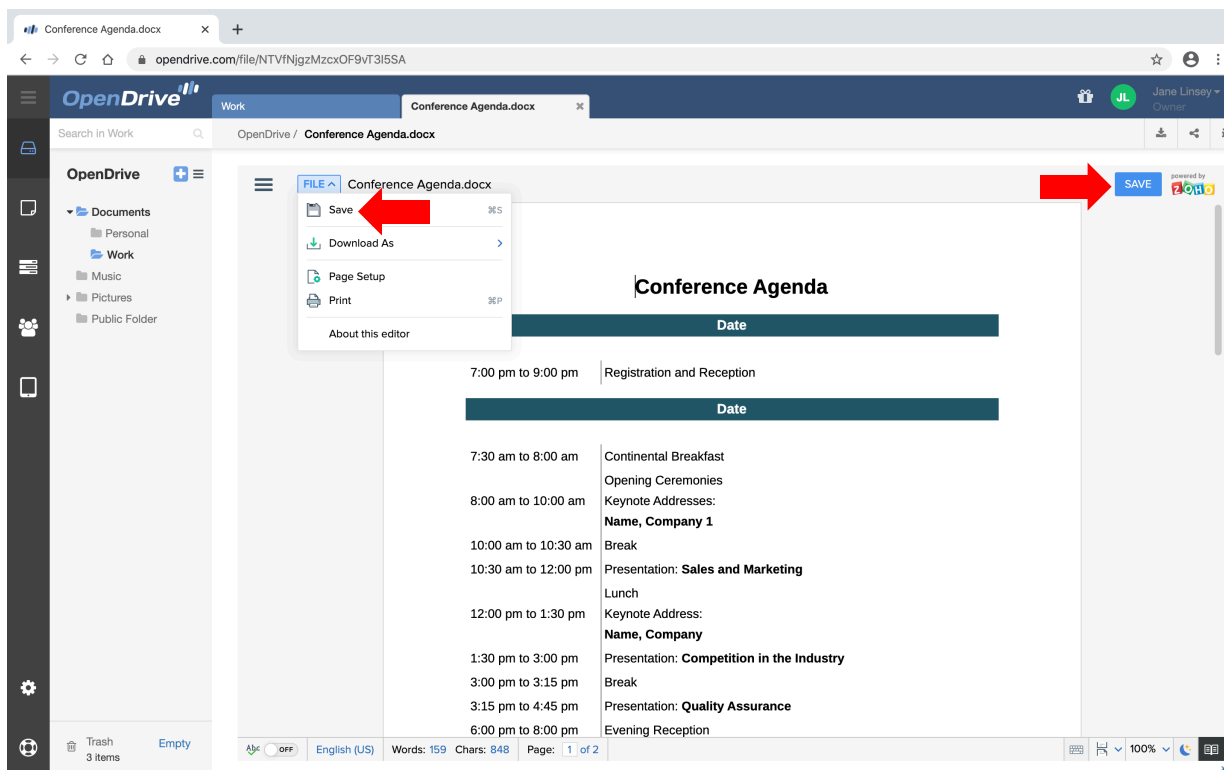 Conference Agenda.docx
opendrive.com/file/NTVfNjgzMzcxOF9vT3I5SA
OpenDrive
Work
Conference Agenda.docx
JL
Jane Linsey
Owner
Search in Work
OpenDrive / Conference Agenda.docx
OpenDrive
Documents
Personal
Work
Music
Pictures
Public Folder
FILE Conference Agenda.docx
SAVE
powered by
ZOHO
Save ⌘S
Download As
Page Setup
Print ⌘P
About this editor
Conference Agenda
Date
7:00 pm to 9:00 pm Registration and Reception
Date
7:30 am to 8:00 am Continental Breakfast
Opening Ceremonies
8:00 am to 10:00 am Keynote Addresses:
Name, Company 1
10:00 am to 10:30 am Break
10:30 am to 12:00 pm Presentation: Sales and Marketing
Lunch
12:00 pm to 1:30 pm Keynote Address:
Name, Company
1:30 pm to 3:00 pm Presentation: Competition in the Industry
3:00 pm to 3:15 pm Break
3:15 pm to 4:45 pm Presentation: Quality Assurance
6:00 pm to 8:00 pm Evening Reception
Trash Empty
3 items
Abc OFF English (US) Words: 159 Chars: 848 Page: 1 of 2 100%